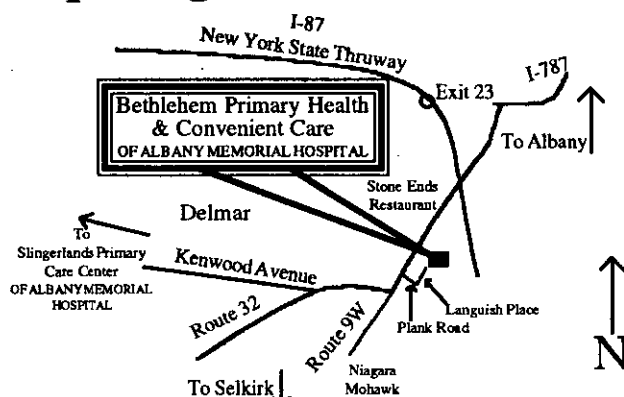 I-87
New York State Thruway
I-787
Exit 23
Bethlehem Primary Health
& Convenient Care
OF ALBANY MEMORIAL HOSPITAL
To Albany
Stone Ends
Restaurant
Delmar
To
Slingerlands Primary
Care Center
OF ALBANY MEMORIAL
HOSPITAL
Kenwood Avenue
Route 32
Route 9W
Languish Place
Plank Road
N
Niagara
Mohawk
To Selkirk